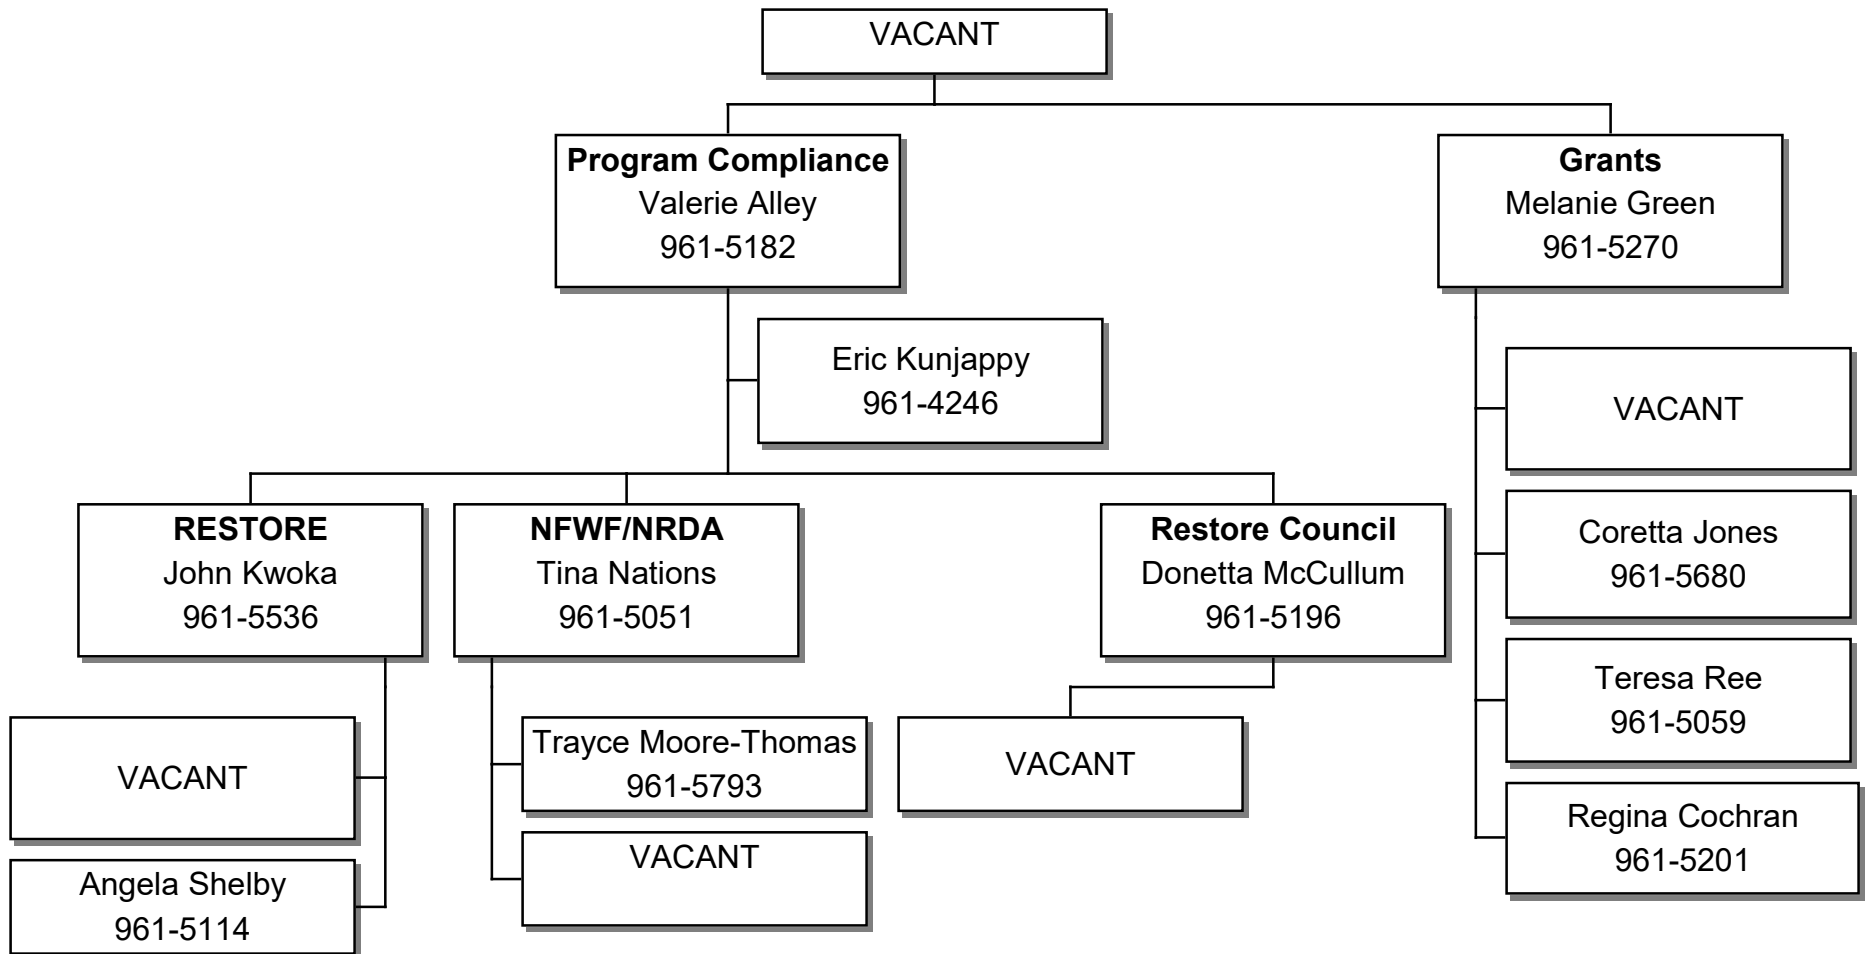 VACANT
Program Compliance
Valerie Alley
961-5182
Grants
Melanie Green
961-5270
Eric Kunjappy
961-4246
VACANT
Coretta Jones
961-5680
Teresa Ree
961-5059
Regina Cochran
961-5201
RESTORE
John Kwoka
961-5536
NFWF/NRDA
Tina Nations
961-5051
Restore Council
Donetta McCullum
961-5196
VACANT
Angela Shelby
961-5114
Trayce Moore-Thomas
961-5793
VACANT
VACANT